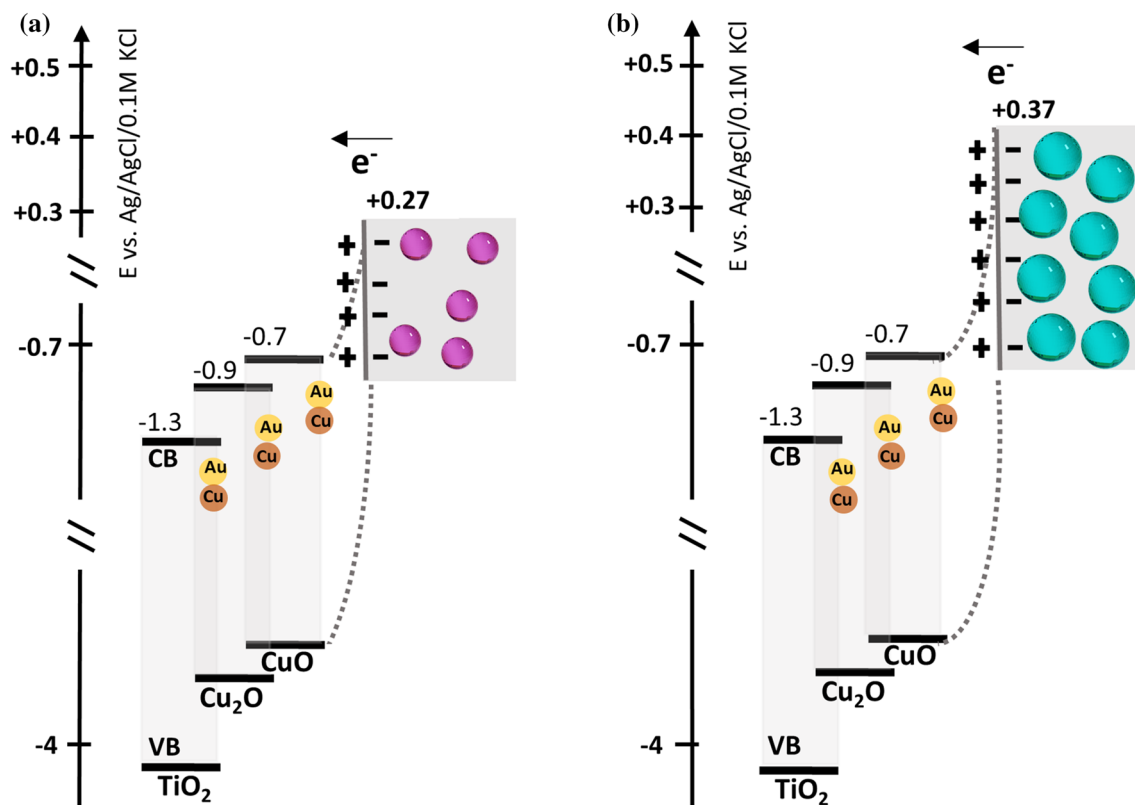 (a)
E vs. Ag/AgCl/0.1M KCl
+0.5
+0.4
+0.3
-0.7
-4
e-
+0.27
+ + + +
− − − −
-0.7
-0.9
-1.3
CB
Au
Cu
Au
Cu
Au
Cu
CuO
Cu2O
VB
TiO2
(b)
E vs. Ag/AgCl/0.1M KCl
+0.5
+0.4
+0.3
-0.7
-4
e-
+0.37
+ + + + + +
− − − − − −
-0.7
-0.9
-1.3
CB
Au
Cu
Au
Cu
Au
Cu
CuO
Cu2O
VB
TiO2